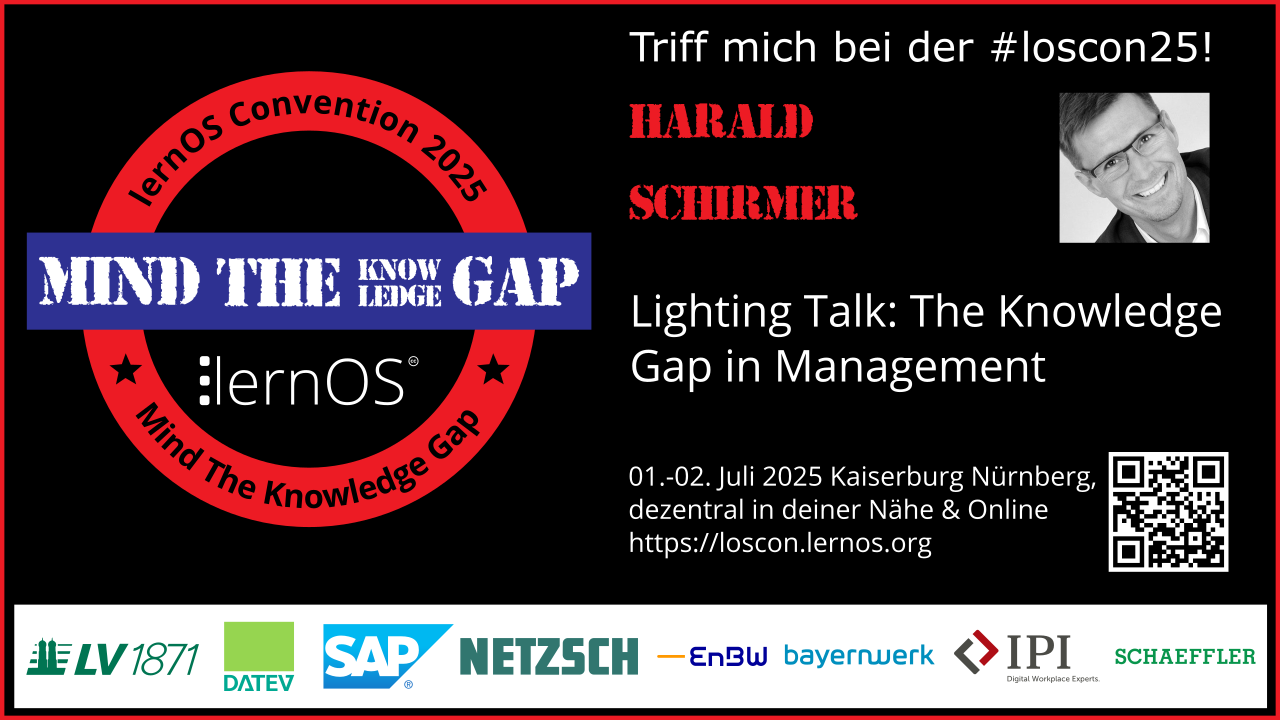 lernOS Convention 2025
MIND THE KNOW LEDGE GAP
lernOS
cc
Mind The Knowledge Gap
Triff mich bei der #loscon25!
HARALD
SCHIRMER
Lighting Talk: The Knowledge
Gap in Management
01.-02. Juli 2025 Kaiserburg Nürnberg,
dezentral in deiner Nähe & Online
https://loscon.lernos.org
LV 1871
DATEV
SAP ®
NETZSCH
EnBW
bayernwerk
IPI
Digital Workplace Experts.
SCHAEFFLER